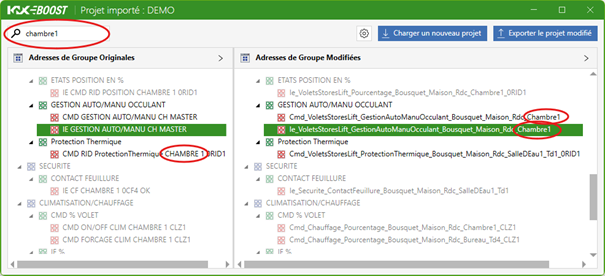 KNXBOOST Projet importé : DEMO
chambre1
Charger un nouveau projet
Exporter le projet modifié
Adresses de Groupe Originales
ETATS POSITION EN %
IE CMD RID POSITION CHAMBRE 1 0RID1
GESTION AUTO/MANU OCCULANT
CMD GESTION AUTO/MANU CH MASTER
IE GESTION AUTO/MANU CH MASTER
Protection Thermique
CMD RID ProtectionThermique CHAMBRE 1 0RID1
SECURITE
CONTACT FEUILLURE
IE CF CHAMBRE 1 0CF4 OK
CLIMATISATION/CHAUFFAGE
CMD % VOLET
CMD ON/OFF CLIM CHAMBRE 1 CLZ1
CMD FORCAGE CLIM CHAMBRE 1 CLZ1
IE %
Adresses de Groupe Modifiées
ETATS POSITION EN %
Ie_VoletsStoresLift_Pourcentage_Bousquet_Maison_Rdc_Chambre1_0RID1
GESTION AUTO/MANU OCCULANT
Cmd_VoletsStoresLift_GestionAutoManuOcculant_Bousquet_Maison_Rdc_Chambre1
Ie_VoletsStoresLift_GestionAutoManuOcculant_Bousquet_Maison_Rdc_Chambre1
Protection Thermique
Cmd_VoletsStoresLift_ProtectionThermique_Bousquet_Maison_Rdc_SalleDEau1_Td1_0RID1
SECURITE
CONTACT FEUILLURE
Ie_Securite_ContactFeuillure_Bousquet_Maison_Rdc_SalleDEau1_Td1
CLIMATISATION/CHAUFFAGE
CMD % VOLET
Cmd_Chauffage_Pourcentage_Bousquet_Maison_Rdc_Chambre1_CLZ1
Cmd_Chauffage_Pourcentage_Bousquet_Maison_Rdc_Bureau_Td4_CLZ1
IE %